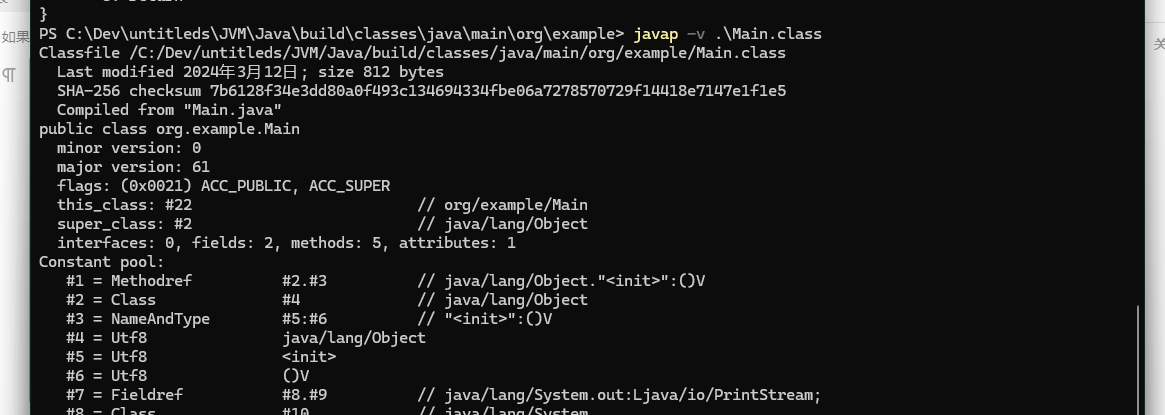 }
如果
PS C:\Dev\untitleds\JVM\Java\build\classes\java\main\org\example> javap -v .\Main.class
Classfile /C:/Dev/untitleds/JVM/Java/build/classes/java/main/org/example/Main.class
  Last modified 2024年3月12日; size 812 bytes
  SHA-256 checksum 7b6128f34e3dd80a0f493c134694334fbe06a7278570729f14418e7147e1f1e5
  Compiled from "Main.java"
public class org.example.Main
  minor version: 0
  major version: 61
  flags: (0x0021) ACC_PUBLIC, ACC_SUPER
  this_class: #22                         // org/example/Main
  super_class: #2                         // java/lang/Object
  interfaces: 0, fields: 2, methods: 5, attributes: 1
Constant pool:
   #1 = Methodref          #2.#3          // java/lang/Object."<init>":()V
   #2 = Class              #4             // java/lang/Object
   #3 = NameAndType        #5:#6          // "<init>":()V
   #4 = Utf8               java/lang/Object
   #5 = Utf8               <init>
   #6 = Utf8               ()V
   #7 = Fieldref           #8.#9          // java/lang/System.out:Ljava/io/PrintStream;
   #8 = Class              #10            // java/lang/System